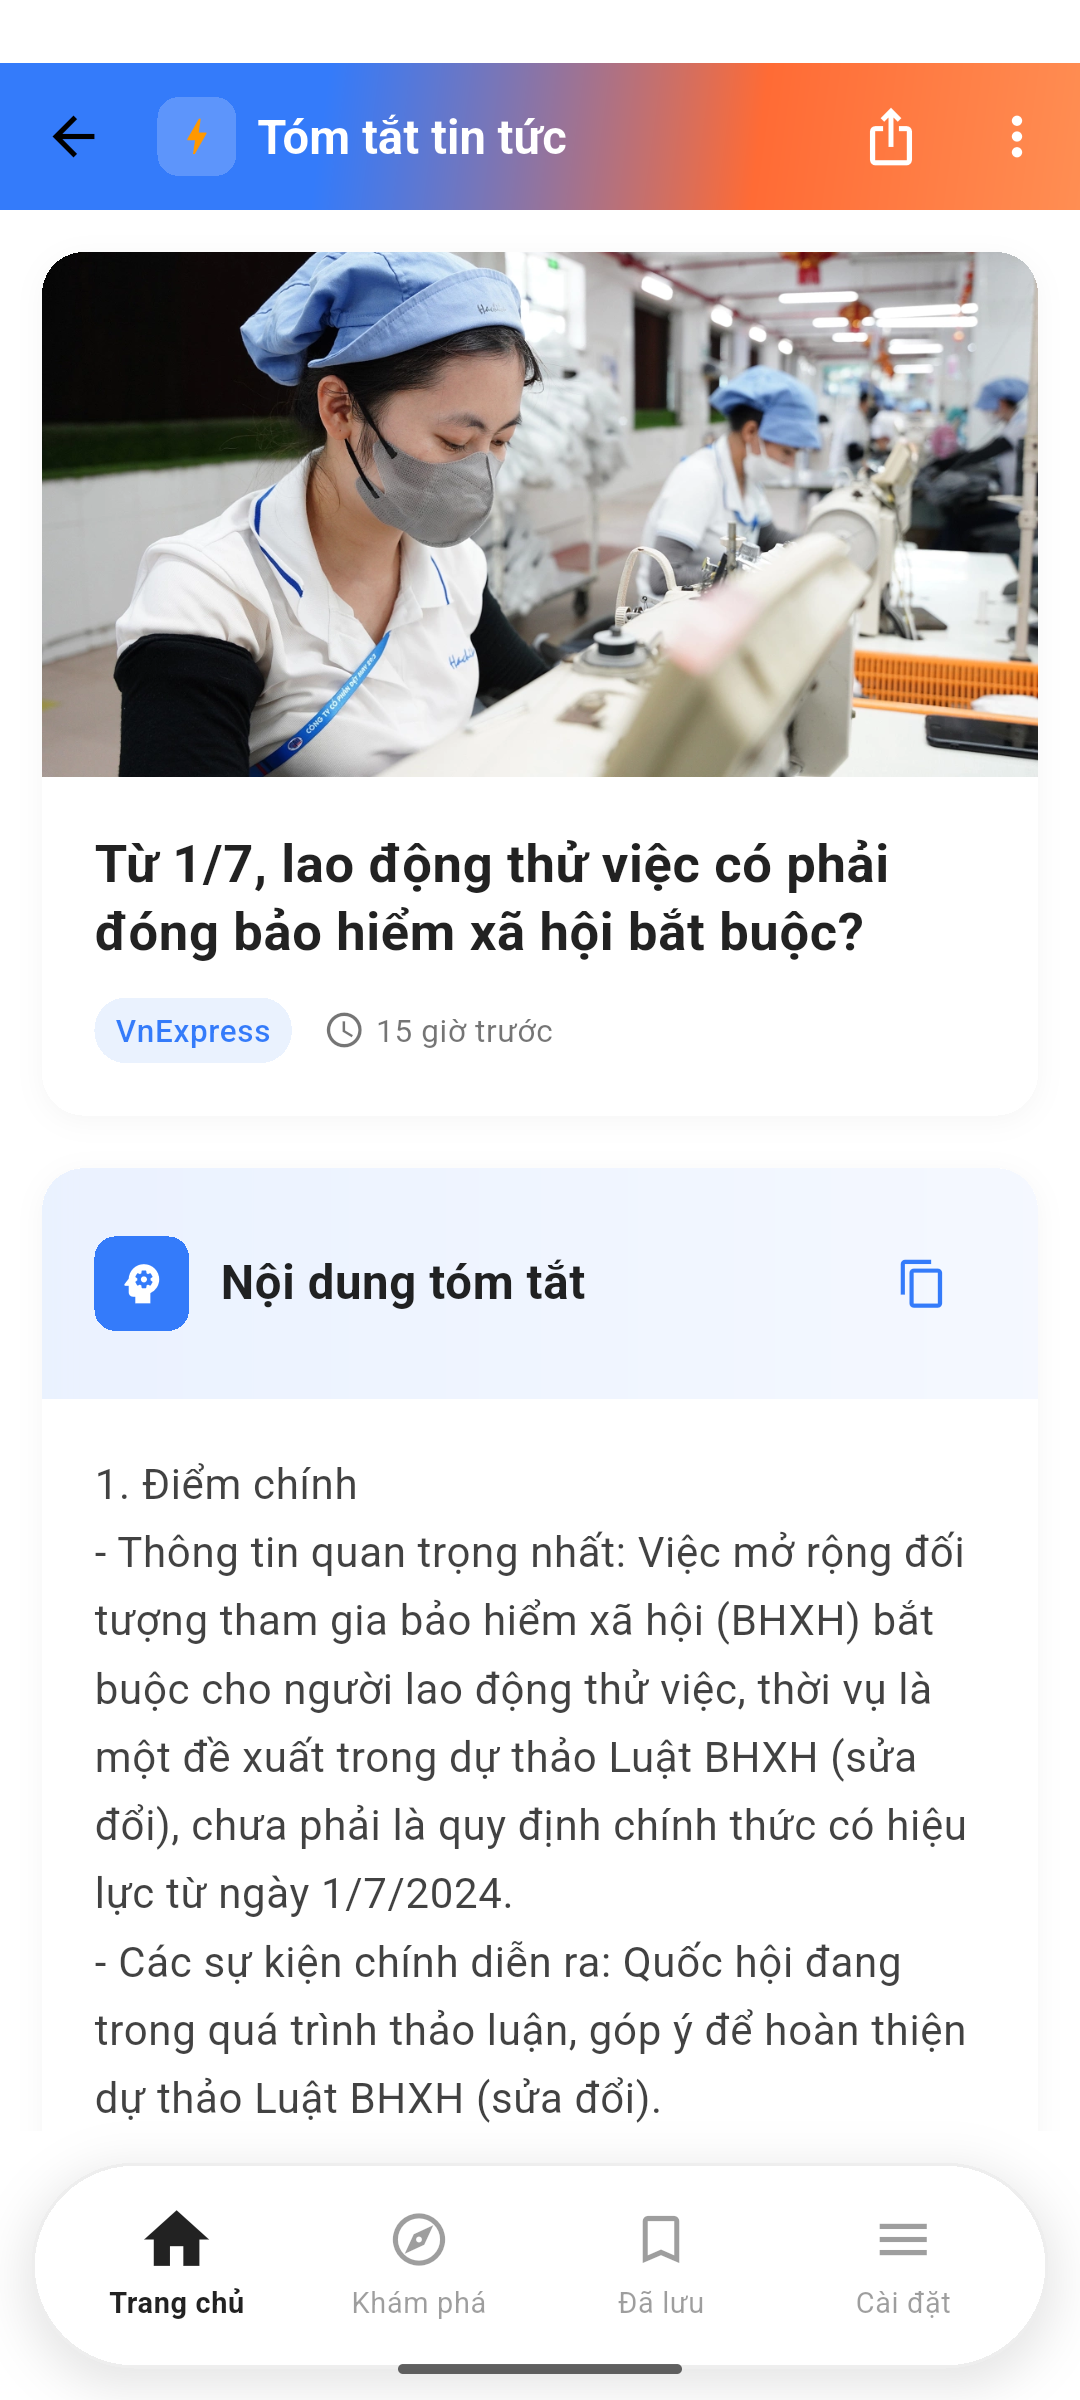 Tóm tắt tin tức
CÔNG TY CỔ PHẦN DỆT MAY
Từ 1/7, lao động thử việc có phải
đóng bảo hiểm xã hội bắt buộc?
VnExpress
15 giờ trước
Nội dung tóm tắt
1. Điểm chính
- Thông tin quan trọng nhất: Việc mở rộng đối
tượng tham gia bảo hiểm xã hội (BHXH) bắt
buộc cho người lao động thử việc, thời vụ là
một đề xuất trong dự thảo Luật BHXH (sửa
đổi), chưa phải là quy định chính thức có hiệu
lực từ ngày 1/7/2024.
- Các sự kiện chính diễn ra: Quốc hội đang
trong quá trình thảo luận, góp ý để hoàn thiện
dự thảo Luật BHXH (sửa đổi).
Trang chủ
Khám phá
Đã lưu
Cài đặt